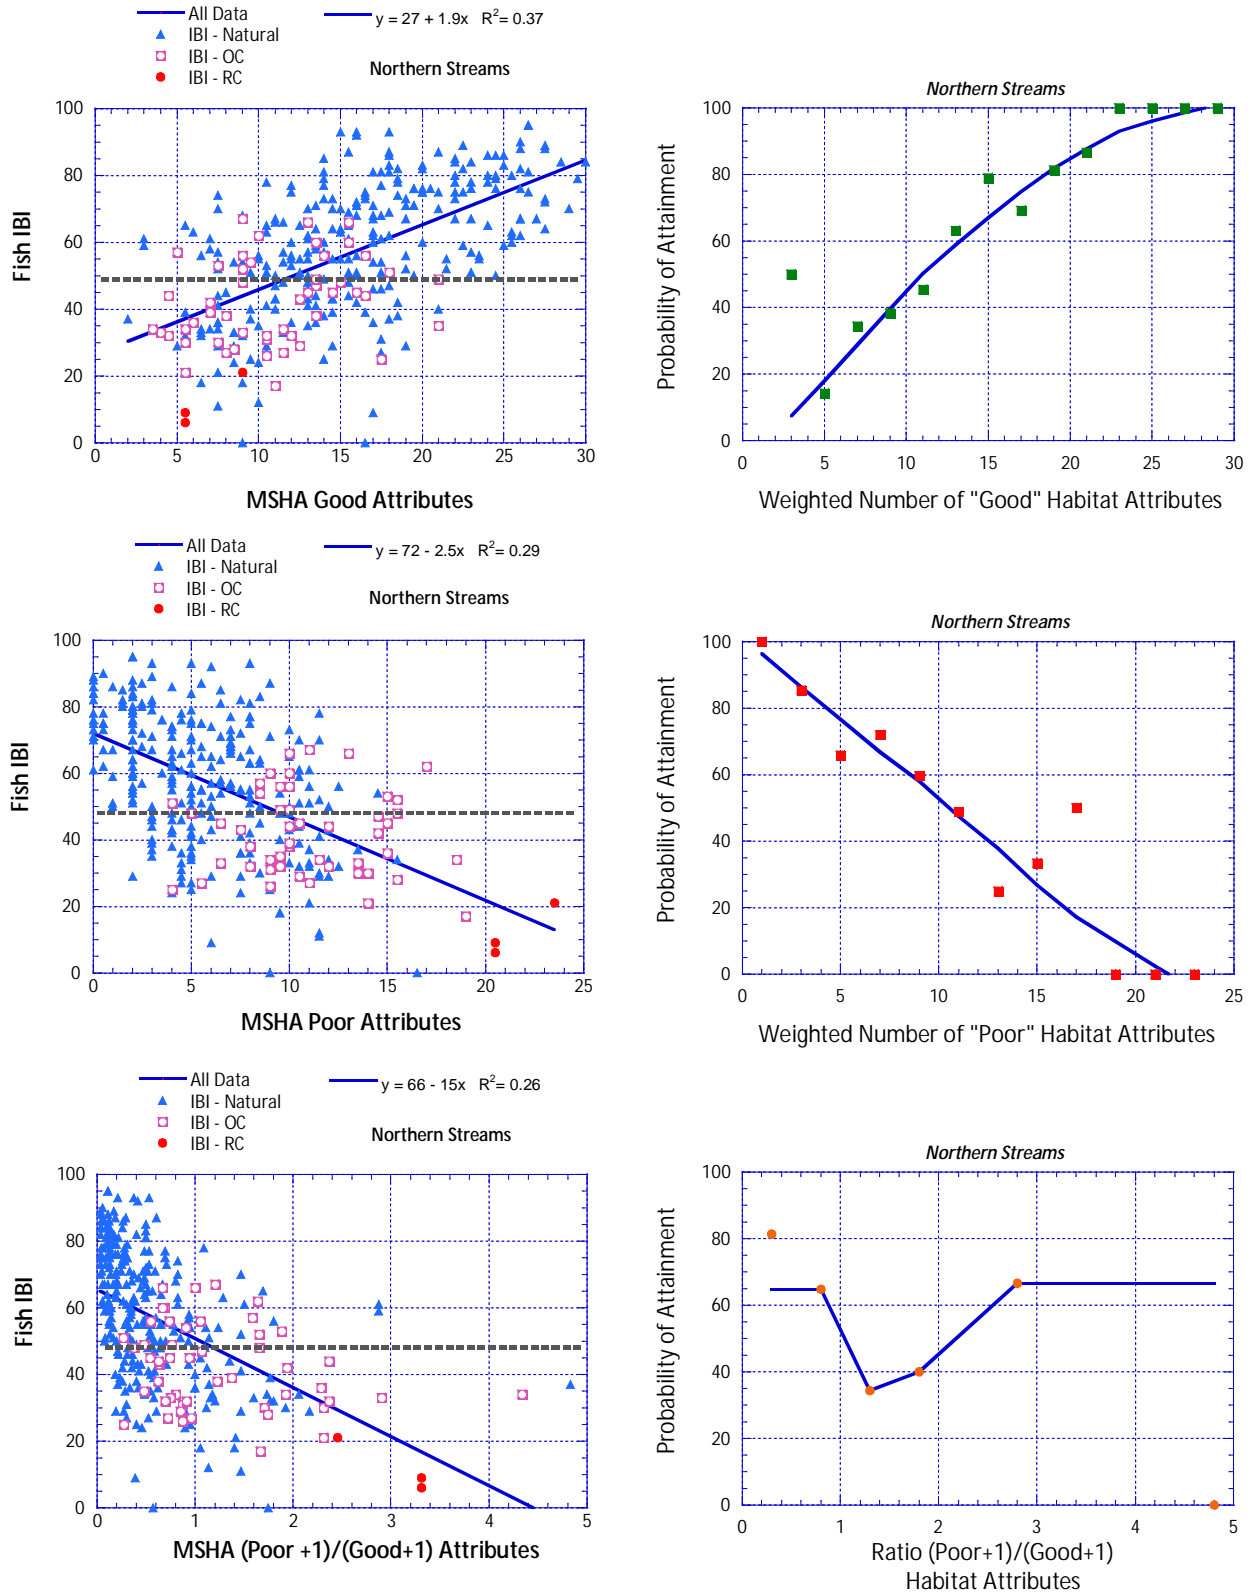 All Data
y = 27 + 1.9x R²= 0.37
IBI - Natural
IBI - OC
IBI - RC
Northern Streams
Fish IBI
100
80
60
40
20
0
0 5 10 15 20 25 30
MSHA Good Attributes
Northern Streams
Probability of Attainment
100
80
60
40
20
0
0 5 10 15 20 25 30
Weighted Number of "Good" Habitat Attributes
All Data
y = 72 - 2.5x R²= 0.29
IBI - Natural
IBI - OC
IBI - RC
Northern Streams
Fish IBI
100
80
60
40
20
0
0 5 10 15 20 25
MSHA Poor Attributes
Northern Streams
Probability of Attainment
100
80
60
40
20
0
0 5 10 15 20 25
Weighted Number of "Poor" Habitat Attributes
All Data
y = 66 - 15x R²= 0.26
IBI - Natural
IBI - OC
IBI - RC
Northern Streams
Fish IBI
100
80
60
40
20
0
0 1 2 3 4 5
MSHA (Poor +1)/(Good+1) Attributes
Northern Streams
Probability of Attainment
100
80
60
40
20
0
0 1 2 3 4 5
Ratio (Poor+1)/(Good+1)
Habitat Attributes